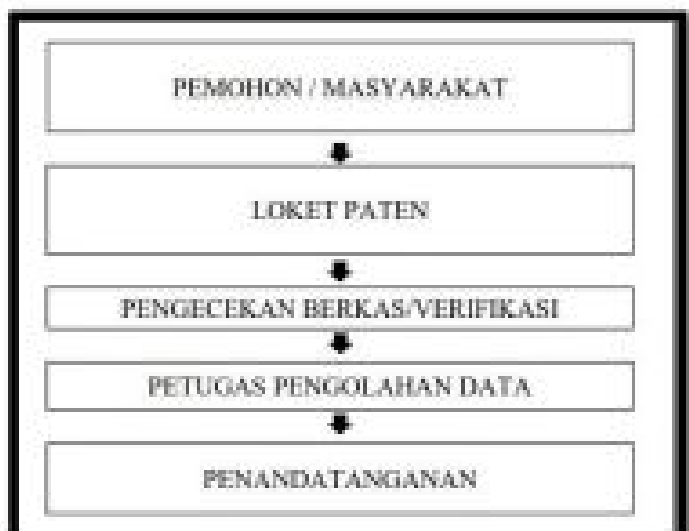 PEMOHON / MASYARAKAT
LOKET PATEN
PENGECEKAN BERKAS/VERIFIKASI
PETUGAS PENGOLAHAN DATA
PENANDATANGANAN